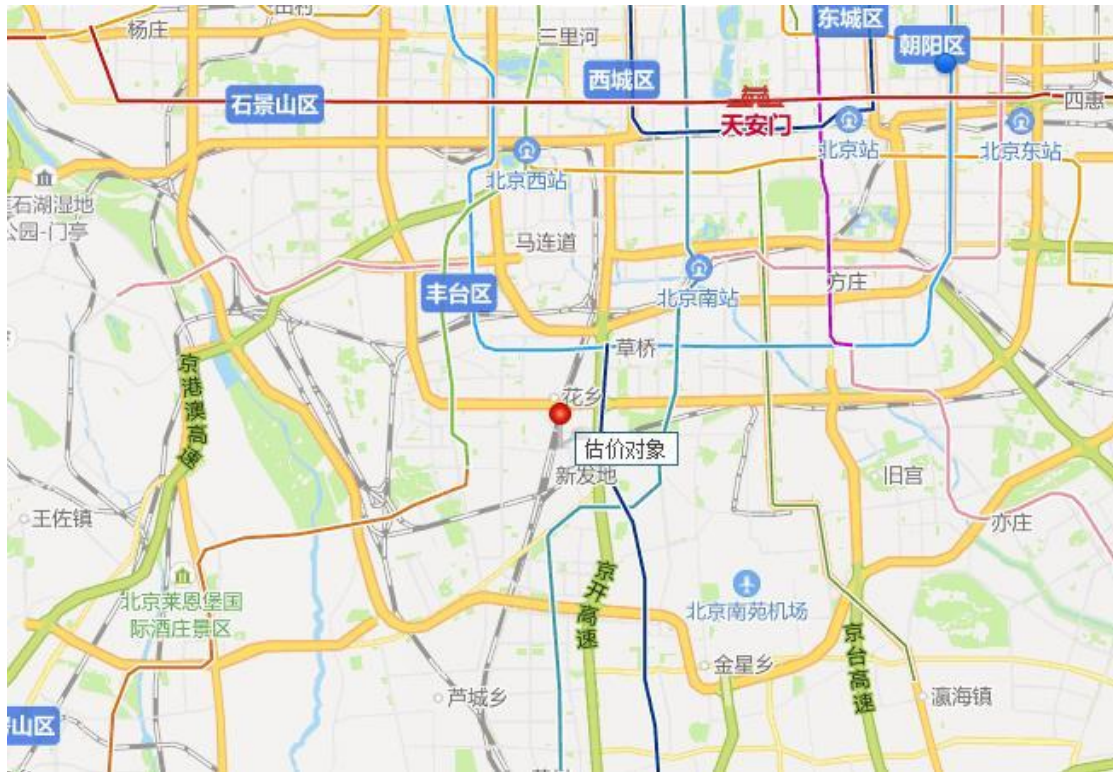 杨庄
三里河
东城区
朝阳区
西城区
石景山区
四惠
天安门
北京站
北京东站
北京西站
石湖湿地
公园-门亭
马连道
丰台区
方庄
北京南站
草桥
京港澳高速
花乡
估价对象
新发地
旧宫
王佐镇
亦庄
北京莱恩堡国
际酒庄景区
京开高速
北京南苑机场
京台高速
金星乡
芦城乡
瀛海镇
山区